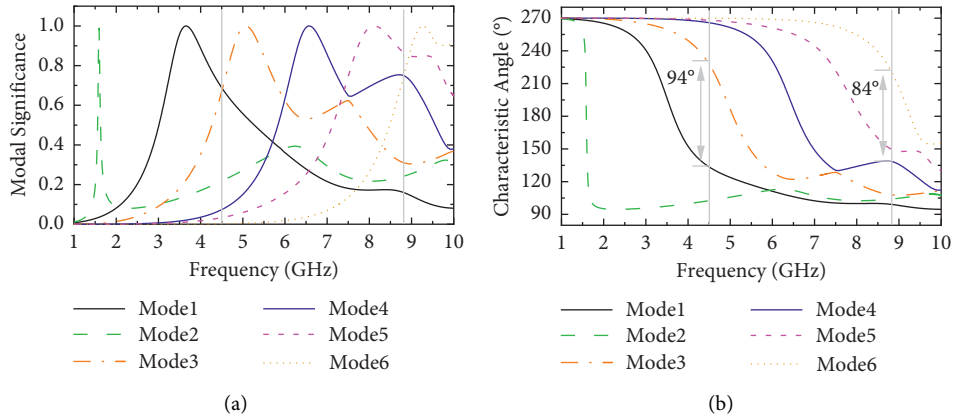 (a)
Modal Significance
1.0
0.8
0.6
0.4
0.2
0.0
1 2 3 4 5 6 7 8 9 10
Frequency (GHz)
Mode1
Mode2
Mode3
Mode4
Mode5
Mode6
(a)
(b)
Characteristic Angle (°)
270
240
210
180
150
120
90
94°
84°
1 2 3 4 5 6 7 8 9 10
Frequency (GHz)
Mode1
Mode2
Mode3
Mode4
Mode5
Mode6
(b)